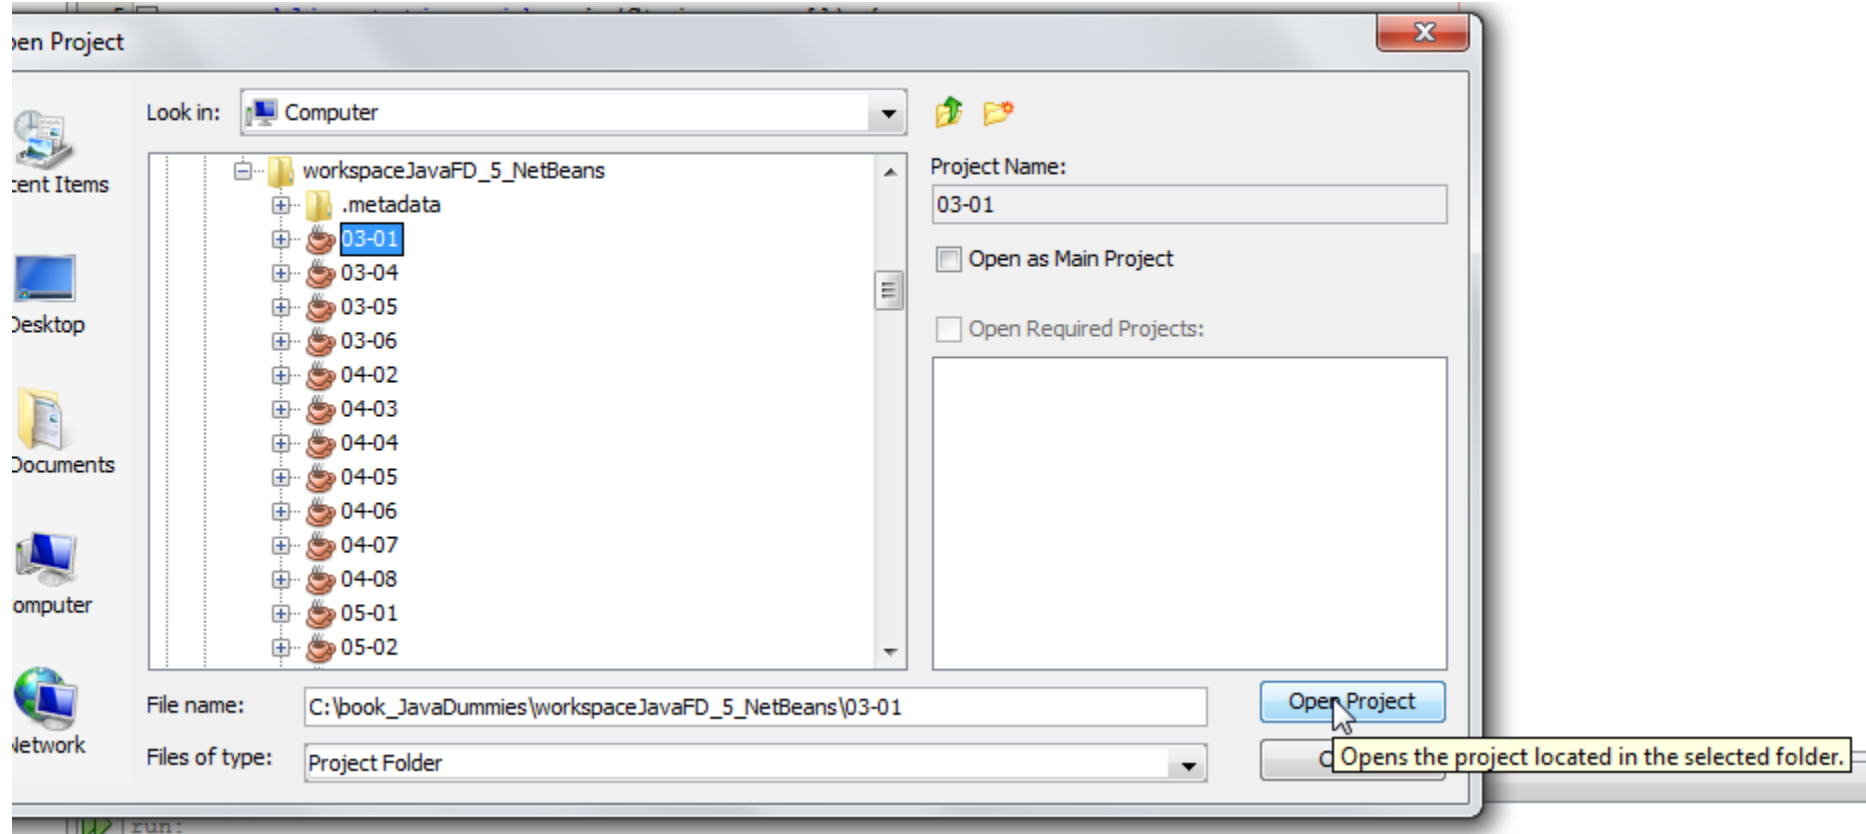 pen Project
Look in:
Computer
cent Items
Desktop
Documents
omputer
Network
workspaceJavaFD_5_NetBeans
.metadata
03-01
03-04
03-05
03-06
04-02
04-03
04-04
04-05
04-06
04-07
04-08
05-01
05-02
Project Name:
03-01
Open as Main Project
Open Required Projects:
File name:
C:\book_JavaDummies\workspaceJavaFD_5_NetBeans\03-01
Open Project
Files of type:
Project Folder
Opens the project located in the selected folder.
run: